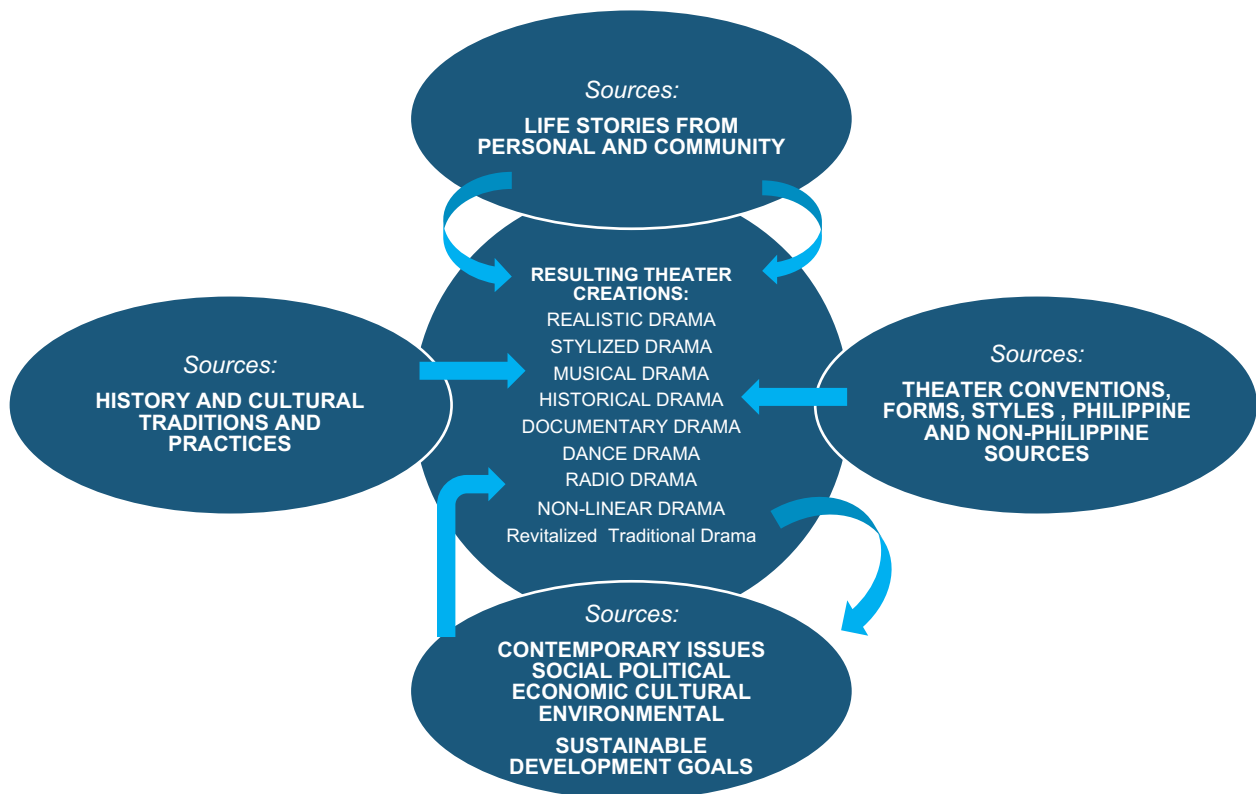 Sources:
LIFE STORIES FROM
PERSONAL AND COMMUNITY
RESULTING THEATER
CREATIONS:
REALISTIC DRAMA
STYLIZED DRAMA
MUSICAL DRAMA
HISTORICAL DRAMA
DOCUMENTARY DRAMA
DANCE DRAMA
RADIO DRAMA
NON-LINEAR DRAMA
Revitalized Traditional Drama
Sources:
HISTORY AND CULTURAL
TRADITIONS AND
PRACTICES
Sources:
THEATER CONVENTIONS,
FORMS, STYLES , PHILIPPINE
AND NON-PHILIPPINE
SOURCES
Sources:
CONTEMPORARY ISSUES
SOCIAL POLITICAL
ECONOMIC CULTURAL
ENVIRONMENTAL
SUSTAINABLE
DEVELOPMENT GOALS